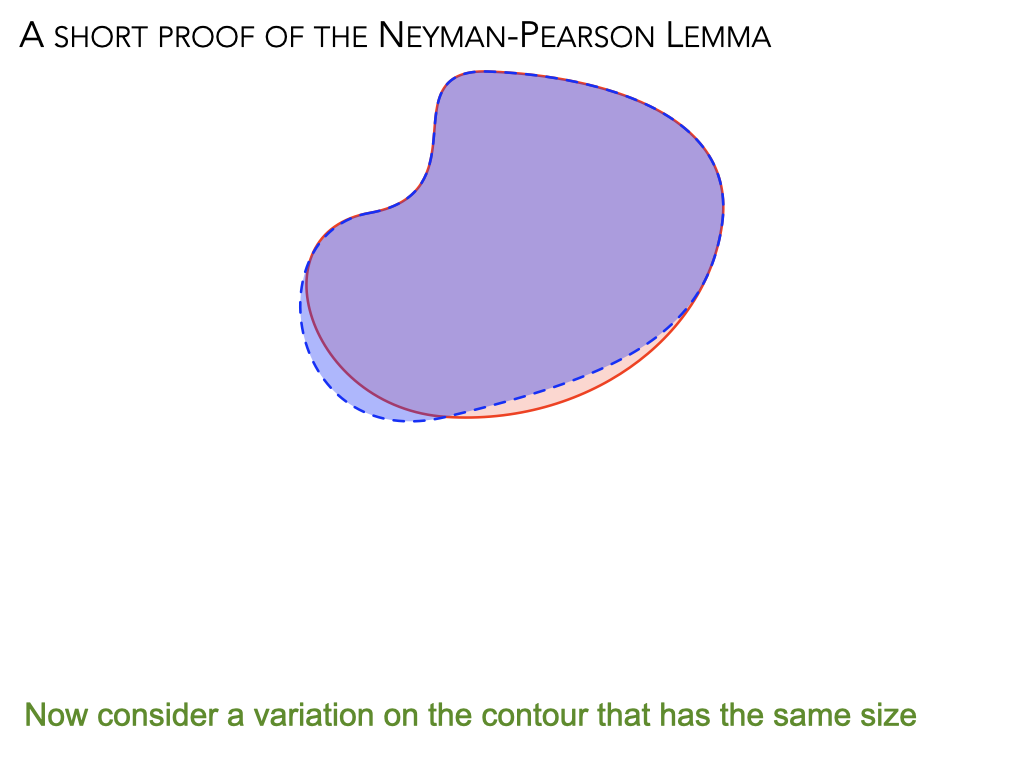 A SHORT PROOF OF THE NEYMAN-PEARSON LEMMA
Now consider a variation on the contour that has the same size